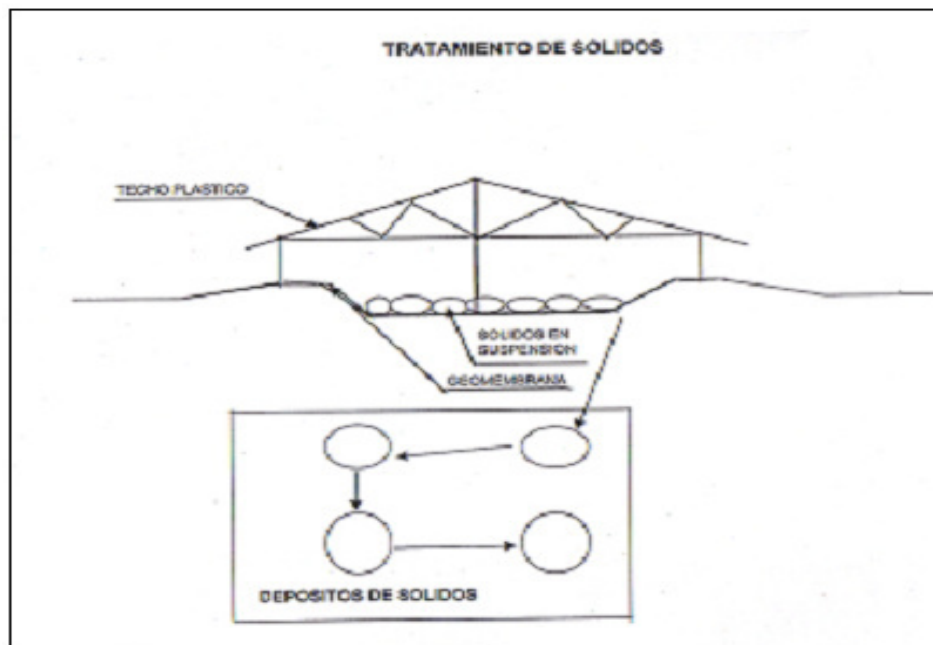 TRATAMIENTO DE SOLIDOS
TECHO PLASTICO
SOLIDOS EN
SUSPENSION
GEOMEMBRANA
DEPOSITOS DE SOLIDOS